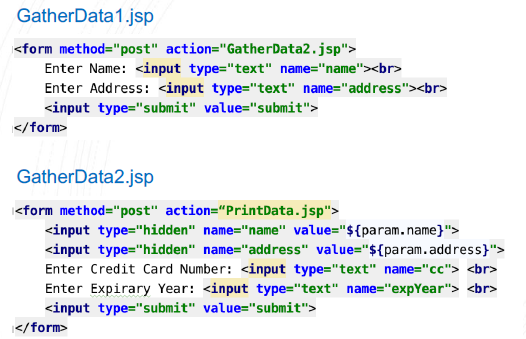 GatherData1.jsp
<form method="post" action="GatherData2.jsp">
Enter Name: <input type="text" name="name"><br>
Enter Address: <input type="text" name="address"><br>
<input type="submit" value="submit">
</form>
GatherData2.jsp
<form method="post" action=“PrintData.jsp">
<input type="hidden" name="name" value="${param.name}">
<input type="hidden" name="address" value="${param.address}">
Enter Credit Card Number: <input type="text" name="cc"> <br>
Enter Expirary Year: <input type="text" name="expYear"> <br>
<input type="submit" value="submit">
</form>